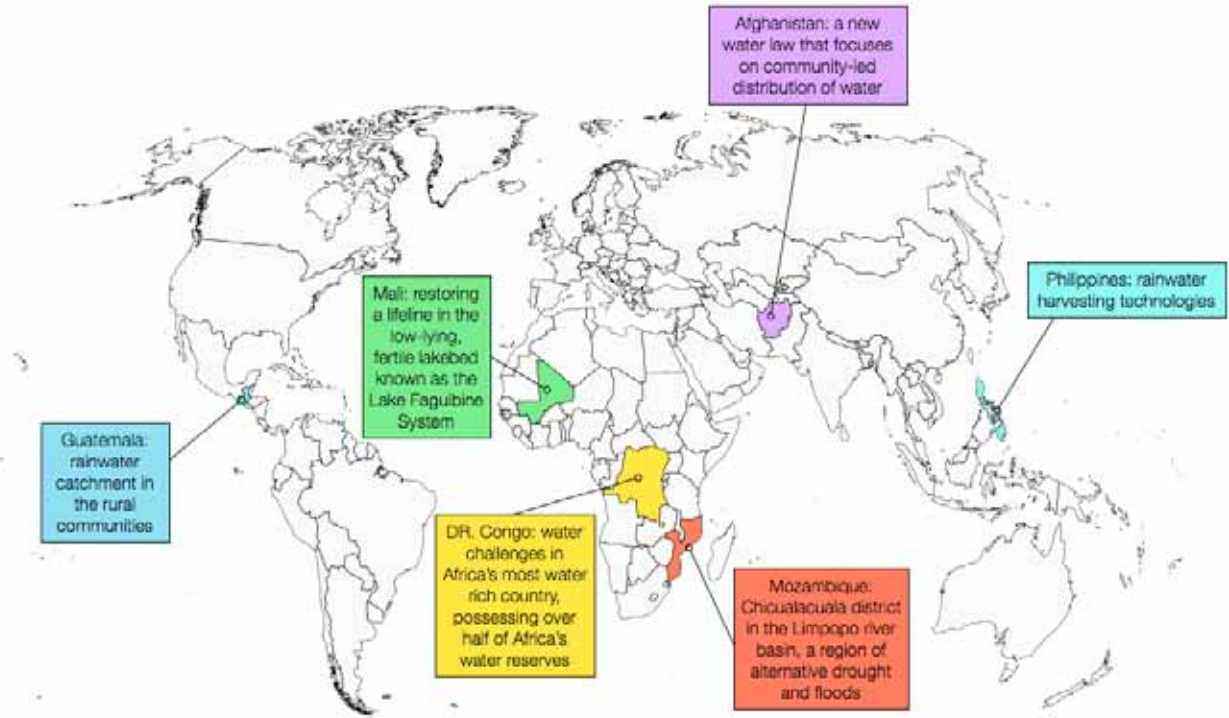 Afghanistan: a new
water law that focuses
on community-led
distribution of water
Philippines: rainwater
harvesting technologies
Mali: restoring
a lifeline in the
low-lying,
fertile lakebed
known as the
Lake Faguibine
System
Guatemala:
rainwater
catchment in
the rural
communities
DR. Congo: water
challenges in
Africa's most water
rich country,
possessing over
half of Africa's
water reserves
Mozambique:
Chicualacuala district
in the Limpopo river
basin, a region of
alternative drought
and floods